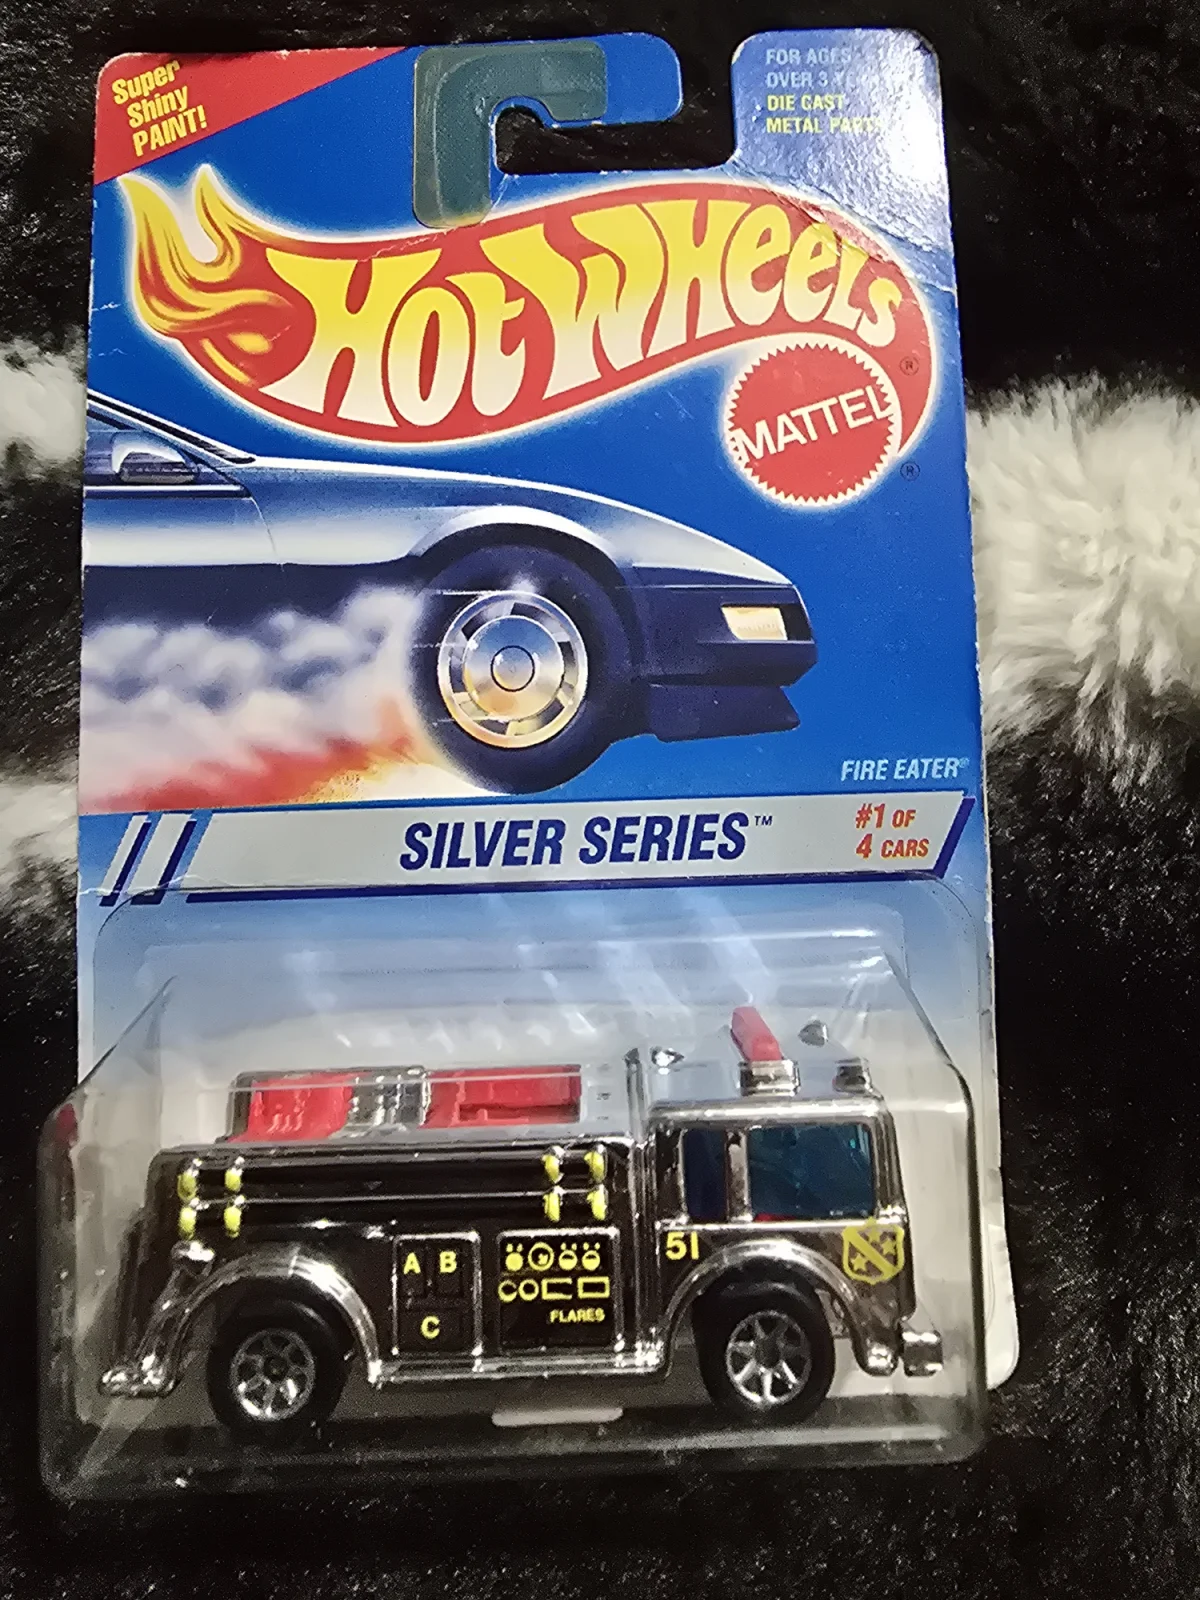 Super
Shiny
PAINT!
FOR AGES
OVER 3
DIE CAST
METAL PARTS
HOT WHEELS
®
MATTEL
®
FIRE EATER®
SILVER SERIES™
#1 OF
4 CARS
A B
C
51
FLARES